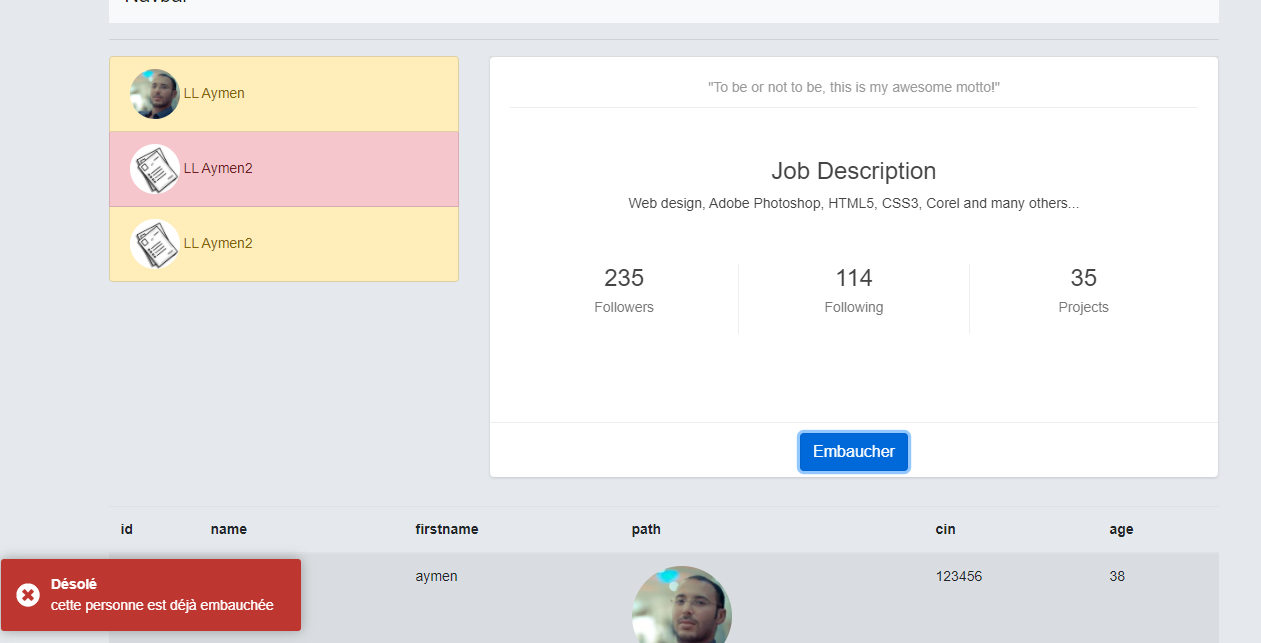 LL Aymen
LL Aymen2
LL Aymen2
"To be or not to be, this is my awesome motto!"
Job Description
Web design, Adobe Photoshop, HTML5, CSS3, Corel and many others...
235 114 35
Followers Following Projects
Embaucher
id name firstname path cin age
aymen 123456 38
Désolé
cette personne est déjà embauchée